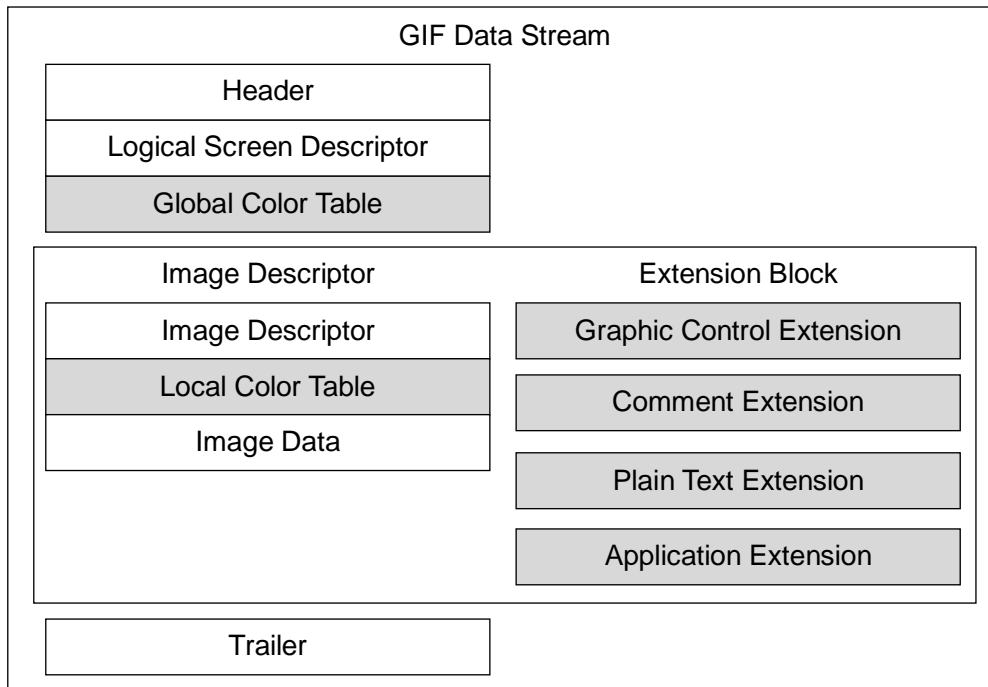 GIF Data Stream
Header
Logical Screen Descriptor
Global Color Table
Image Descriptor
Image Descriptor
Local Color Table
Image Data
Extension Block
Graphic Control Extension
Comment Extension
Plain Text Extension
Application Extension
Trailer